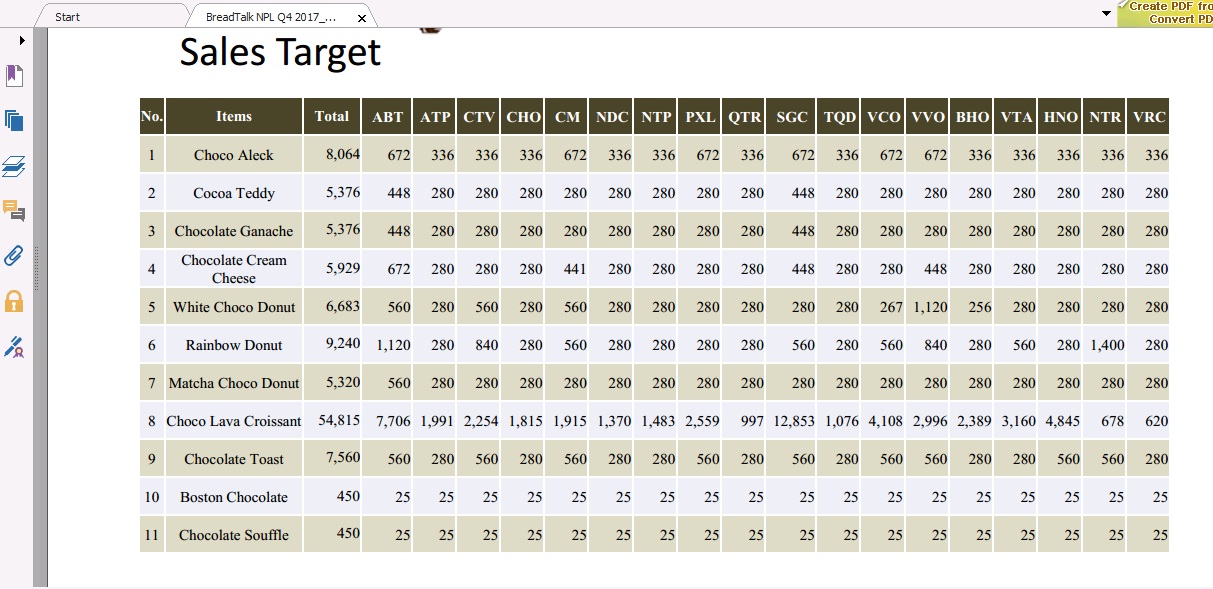 Start
BreadTalk NPL Q4 2017_...
Create PDF fro
Convert PD
Sales Target
No. Items Total ABT ATP CTV CHO CM NDC NTP PXL QTR SGC TQD VCO VVO BHO VTA HNO NTR VRC
1 Choco Aleck 8,064 672 336 336 336 672 336 336 672 336 672 336 672 672 336 336 336 336 336
2 Cocoa Teddy 5,376 448 280 280 280 280 280 280 280 280 448 280 280 280 280 280 280 280 280
3 Chocolate Ganache 5,376 448 280 280 280 280 280 280 280 280 448 280 280 280 280 280 280 280 280
4 Chocolate Cream
Cheese 5,929 672 280 280 280 441 280 280 280 280 448 280 280 448 280 280 280 280 280
5 White Choco Donut 6,683 560 280 560 280 560 280 280 280 280 280 280 267 1,120 256 280 280 280 280
6 Rainbow Donut 9,240 1,120 280 840 280 560 280 280 280 280 560 280 560 840 280 560 280 1,400 280
7 Matcha Choco Donut 5,320 560 280 280 280 280 280 280 280 280 280 280 280 280 280 280 280 280 280
8 Choco Lava Croissant 54,815 7,706 1,991 2,254 1,815 1,915 1,370 1,483 2,559 997 12,853 1,076 4,108 2,996 2,389 3,160 4,845 678 620
9 Chocolate Toast 7,560 560 280 560 280 560 280 280 560 280 560 280 560 560 280 280 560 560 280
10 Boston Chocolate 450 25 25 25 25 25 25 25 25 25 25 25 25 25 25 25 25 25 25
11 Chocolate Souffle 450 25 25 25 25 25 25 25 25 25 25 25 25 25 25 25 25 25 25